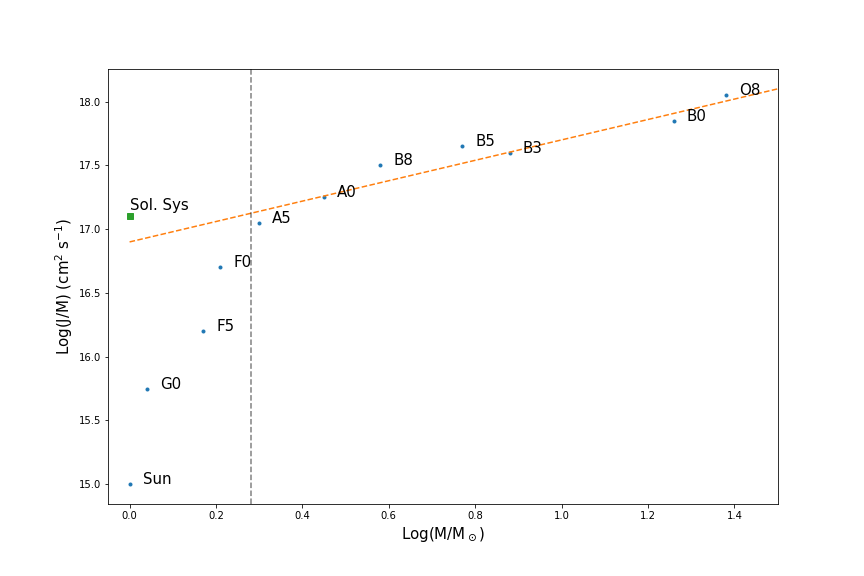 18.0
17.5
17.0
16.5
16.0
15.5
15.0
Log(J/M) (cm² s⁻¹)
O8
B0
B5
B3
B8
A0
Sol. Sys
A5
F0
F5
G0
Sun
0.0 0.2 0.4 0.6 0.8 1.0 1.2 1.4
Log(M/M_⊙)